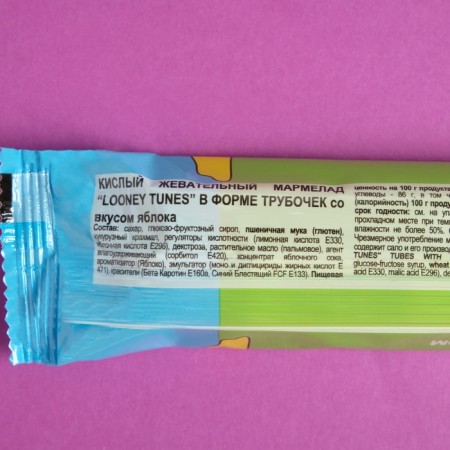 КИСЛЫЙ ЖЕВАТЕЛЬНЫЙ МАРМЕЛАД
"LOONEY TUNES" В ФОРМЕ ТРУБОЧЕК со
вкусом яблока
Состав: сахар, глюкозо-фруктозный сироп, пшеничная мука (глютен),
кукурузный крахмал, регуляторы кислотности (лимонная кислота E330,
яблочная кислота E296), декстроза, растительное масло (пальмовое), агент
влагоудерживающий (сорбитол E420), концентрат яблочного сока,
ароматизатор (Яблоко), эмульгатор (моно и диглицериды жирных кислот E
471), красители (Бета Каротин E160a, Синий Блестящий FCF E133). Пищевая
ценность на 100 г продукта
углеводы - 86 г, в том ч
(калорийность) 100 г проду
срок годности: см. на упа
прохладном месте при тем
влажности не более 50%.
Чрезмерное употребление м
содержит сало и его произво
TUNES" TUBES WITH
glucose-fructose syrup, wheat
acid E330, malic acid E296), de